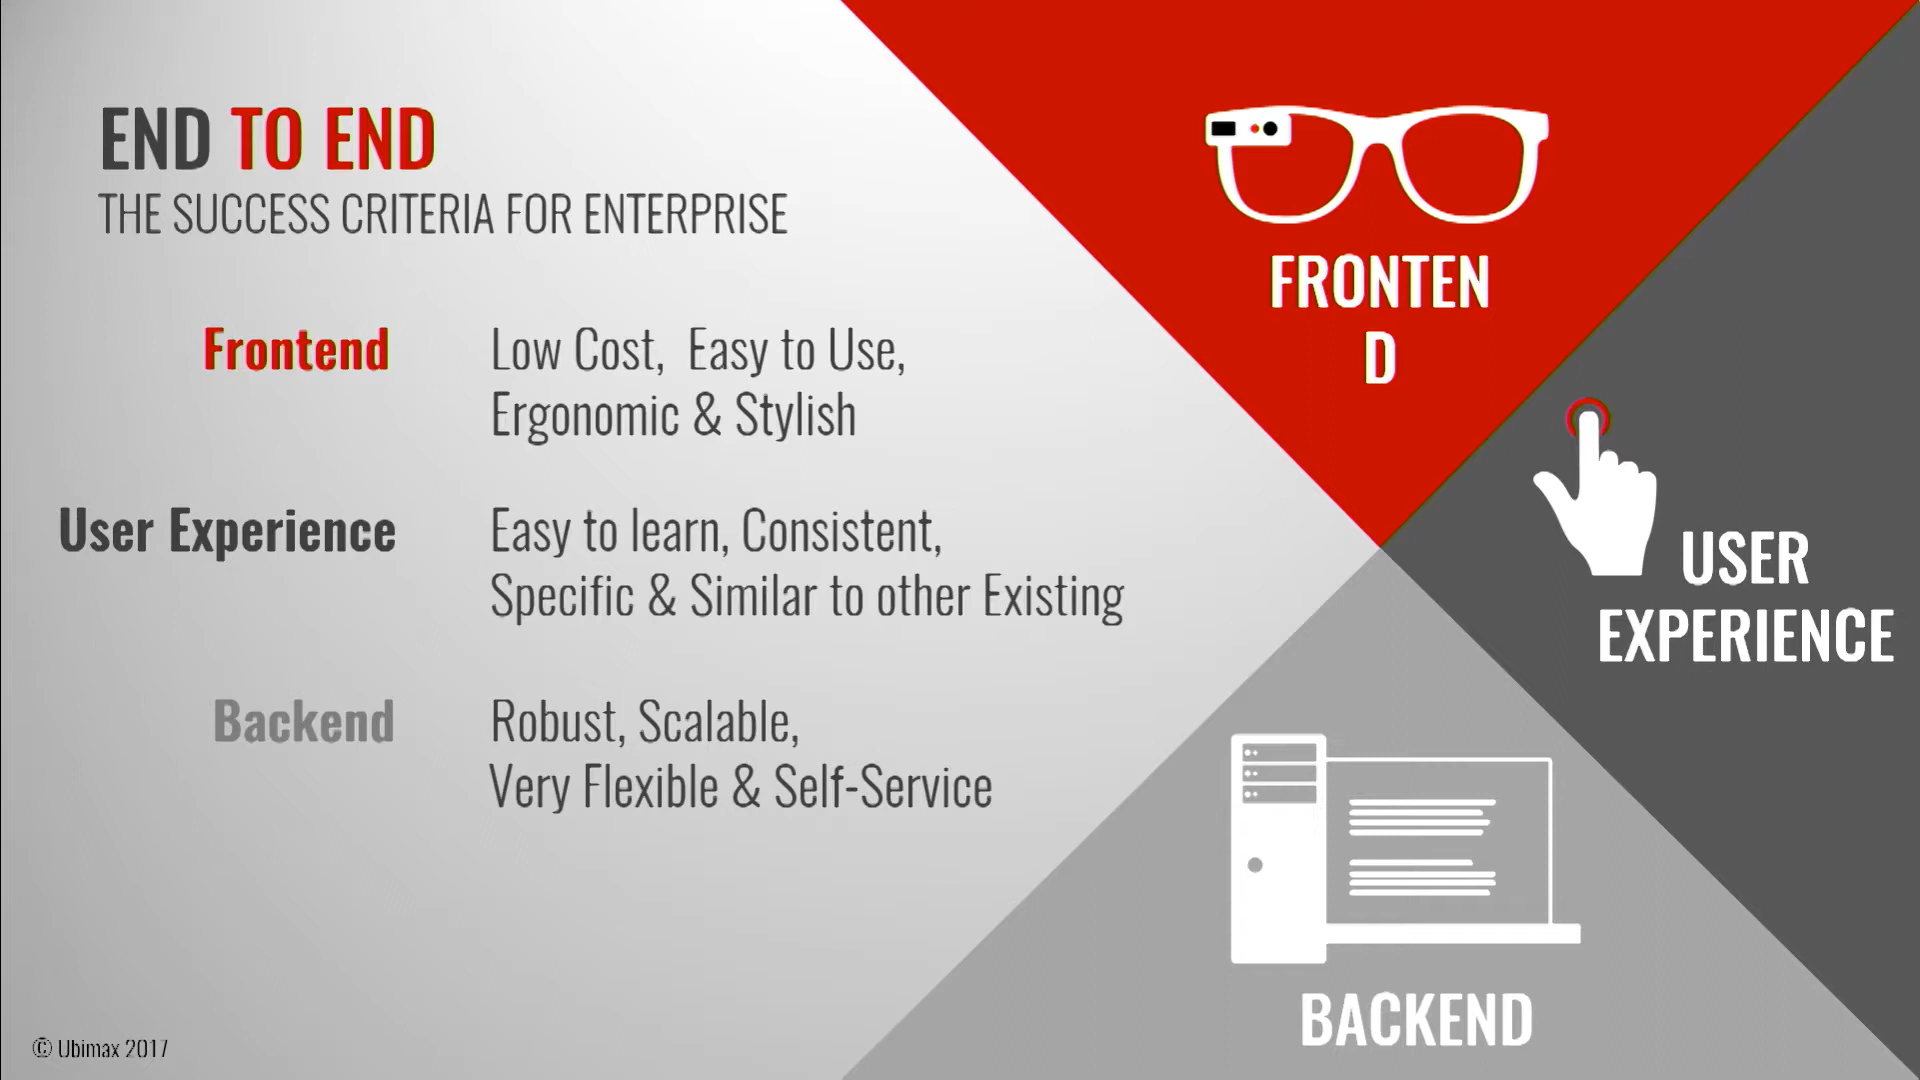 END TO END
THE SUCCESS CRITERIA FOR ENTERPRISE
Frontend
Low Cost,  Easy to Use,
Ergonomic & Stylish
User Experience
Easy to learn, Consistent,
Specific & Similar to other Existing
Backend
Robust, Scalable,
Very Flexible & Self-Service
FRONTEN
D
USER
EXPERIENCE
BACKEND
© Ubimax 2017